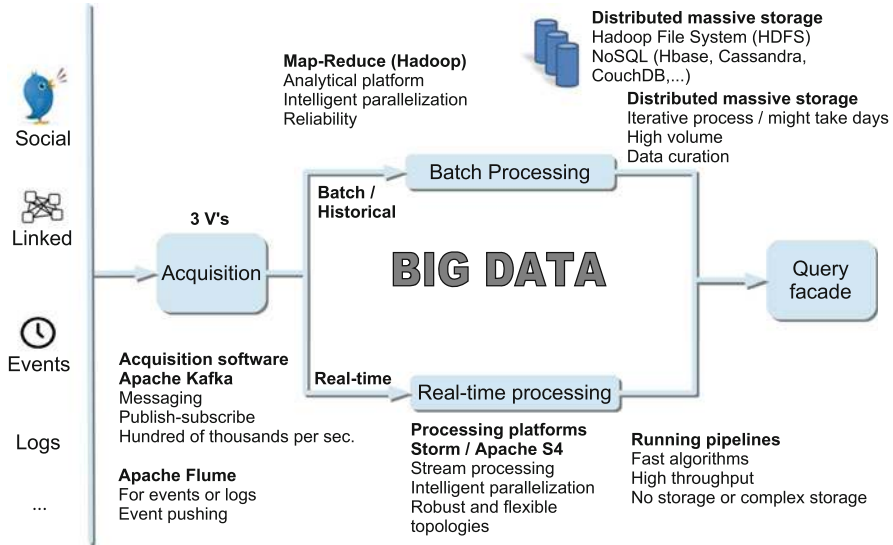 Social
Linked
Events
Logs
...
3 V's
Acquisition
Acquisition software
Apache Kafka
Messaging
Publish-subscribe
Hundred of thousands per sec.
Apache Flume
For events or logs
Event pushing
Map-Reduce (Hadoop)
Analytical platform
Intelligent parallelization
Reliability
Batch /
Historical
Batch Processing
Distributed massive storage
Hadoop File System (HDFS)
NoSQL (Hbase, Cassandra,
CouchDB,...)
Distributed massive storage
Iterative process / might take days
High volume
Data curation
BIG DATA
Real-time
Real-time processing
Processing platforms
Storm / Apache S4
Stream processing
Intelligent parallelization
Robust and flexible
topologies
Running pipelines
Fast algorithms
High throughput
No storage or complex storage
Query
facade